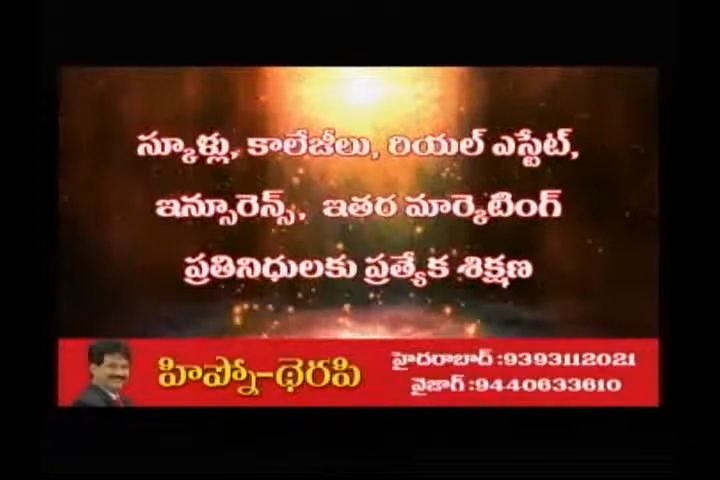 స్కూళ్లు, కాలేజీలు, రియల్ ఎస్టేట్,
ఇన్సూరెన్స్, ఇతర మార్కెటింగ్
ప్రతినిధులకు ప్రత్యేక శిక్షణ
హిప్నో-థెరపి
హైదరాబాద్ :9393112021
వైజాగ్ :9440633610